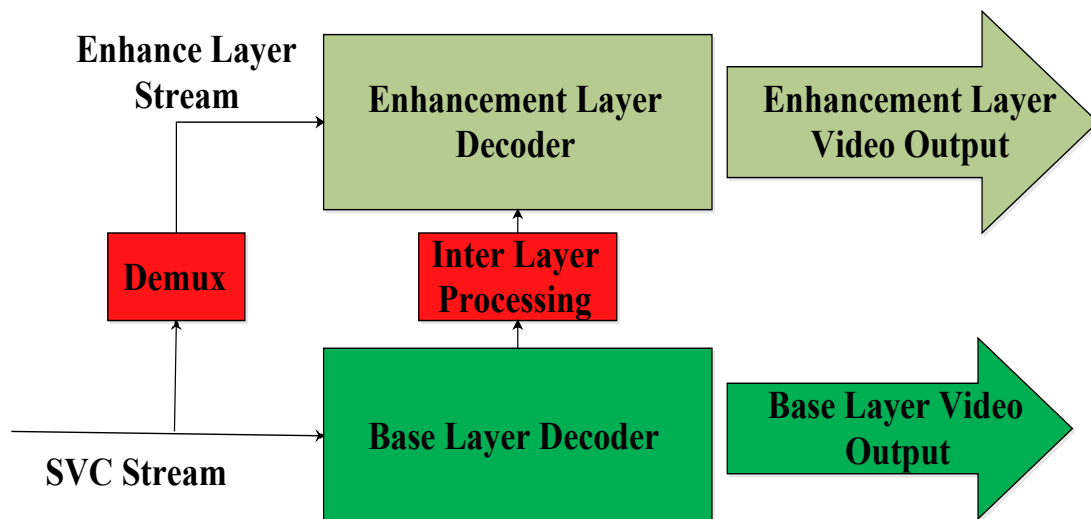 Enhance Layer
Stream
Enhancement Layer
Decoder
Enhancement Layer
Video Output
Demux
Inter Layer
Processing
Base Layer Decoder
Base Layer Video
Output
SVC Stream